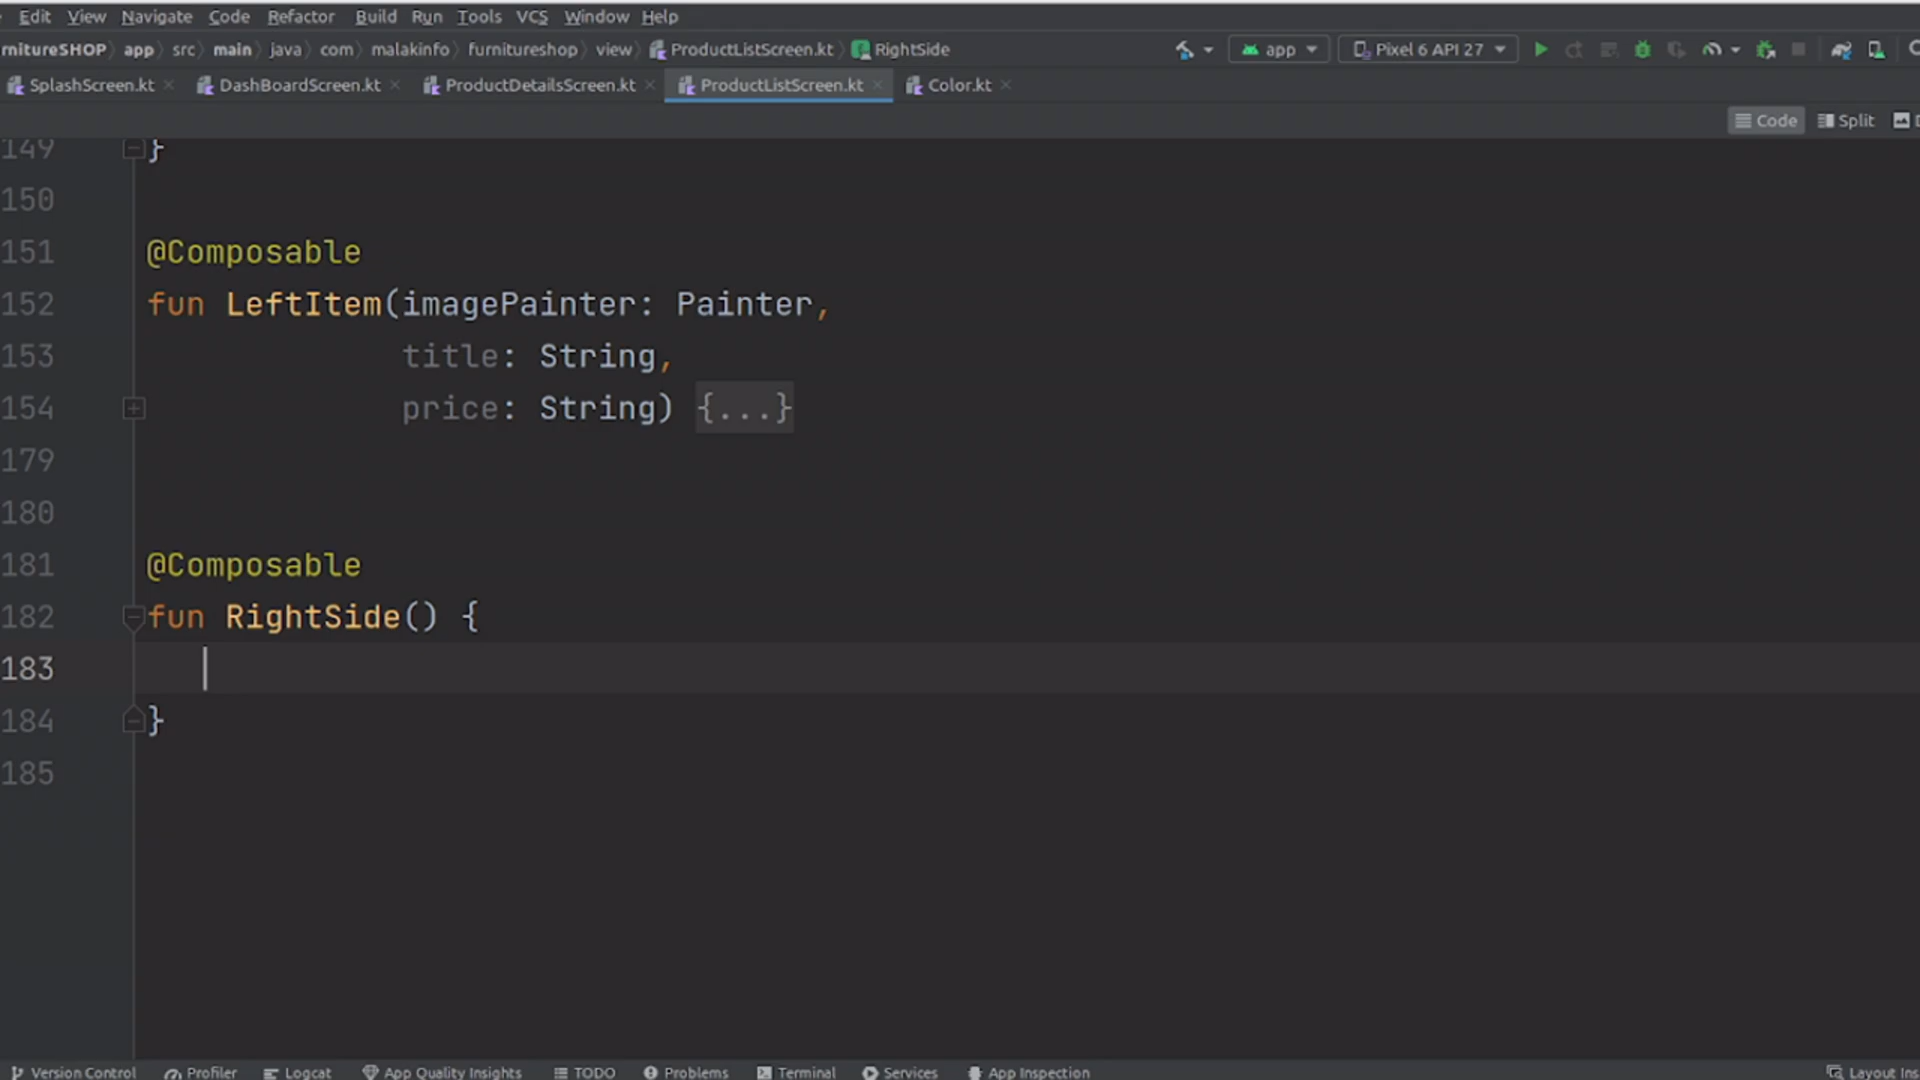 Edit View Navigate Code Refactor Build Run Tools VCS Window Help
rnitureSHOP app src main java com malakinfo furnitureshop view ProductListScreen.kt RightSide app Pixel 6 API 27
SplashScreen.kt DashBoardScreen.kt ProductDetailsScreen.kt ProductListScreen.kt Color.kt
Code Split
149 }
150
151 @Composable
152 fun LeftItem(imagePainter: Painter,
153 title: String,
154 price: String) {...}
179
180
181 @Composable
182 fun RightSide() {
183
184 }
185
Version Control Profiler Logcat App Quality Insights TODO Problems Terminal Services App Inspection Layout Ins